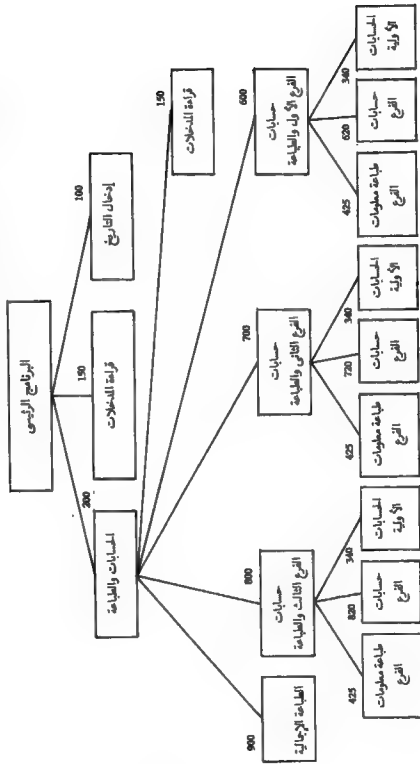 البرنامج الرئيسى
100
إدخال التاريخ
150
قراءة المدخلات
200
الحسابات والطباعة
150
قراءة المدخلات
600
حسابات
الفرع الأول والطباعة
700
حسابات
الفرع الثانى والطباعة
800
حسابات
الفرع الثالث والطباعة
900
الطباعة الإجمالية
340
الحسابات
الأولية
620
حسابات
الفرع
425
طباعة معلومات
الفرع
340
الحسابات
الأولية
720
حسابات
الفرع
425
طباعة معلومات
الفرع
340
الحسابات
الأولية
820
حسابات
الفرع
425
طباعة معلومات
الفرع